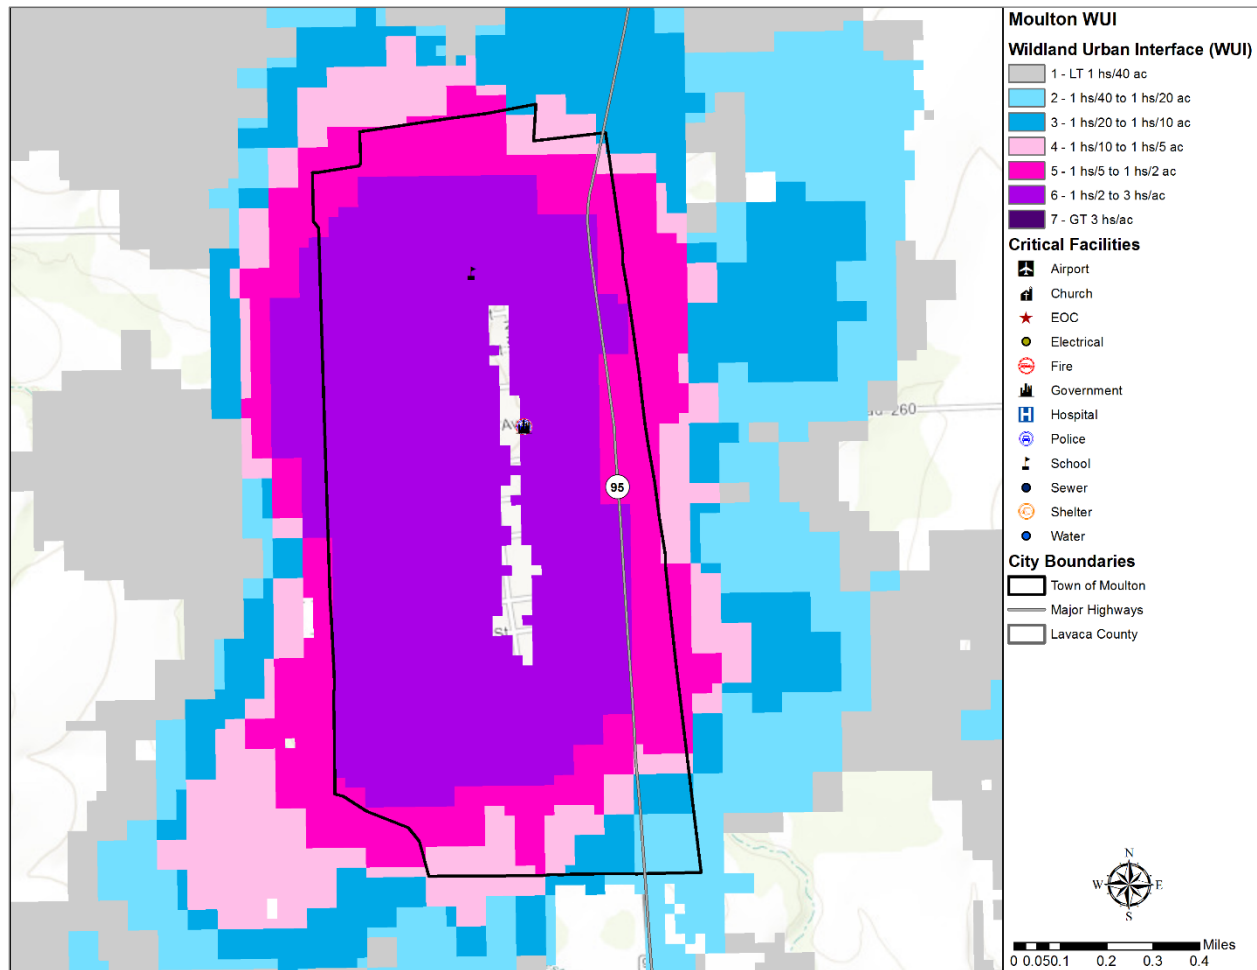 Moulton WUI
Wildland Urban Interface (WUI)
1 - LT 1 hs/40 ac
2 - 1 hs/40 to 1 hs/20 ac
3 - 1 hs/20 to 1 hs/10 ac
4 - 1 hs/10 to 1 hs/5 ac
5 - 1 hs/5 to 1 hs/2 ac
6 - 1 hs/2 to 3 hs/ac
7 - GT 3 hs/ac
Critical Facilities
Airport
Church
EOC
Electrical
Fire
Government
H Hospital
Police
School
Sewer
Shelter
Water
City Boundaries
Town of Moulton
Major Highways
Lavaca County
260
95
St
N
W E
S
Miles
0 0.050.1 0.2 0.3 0.4